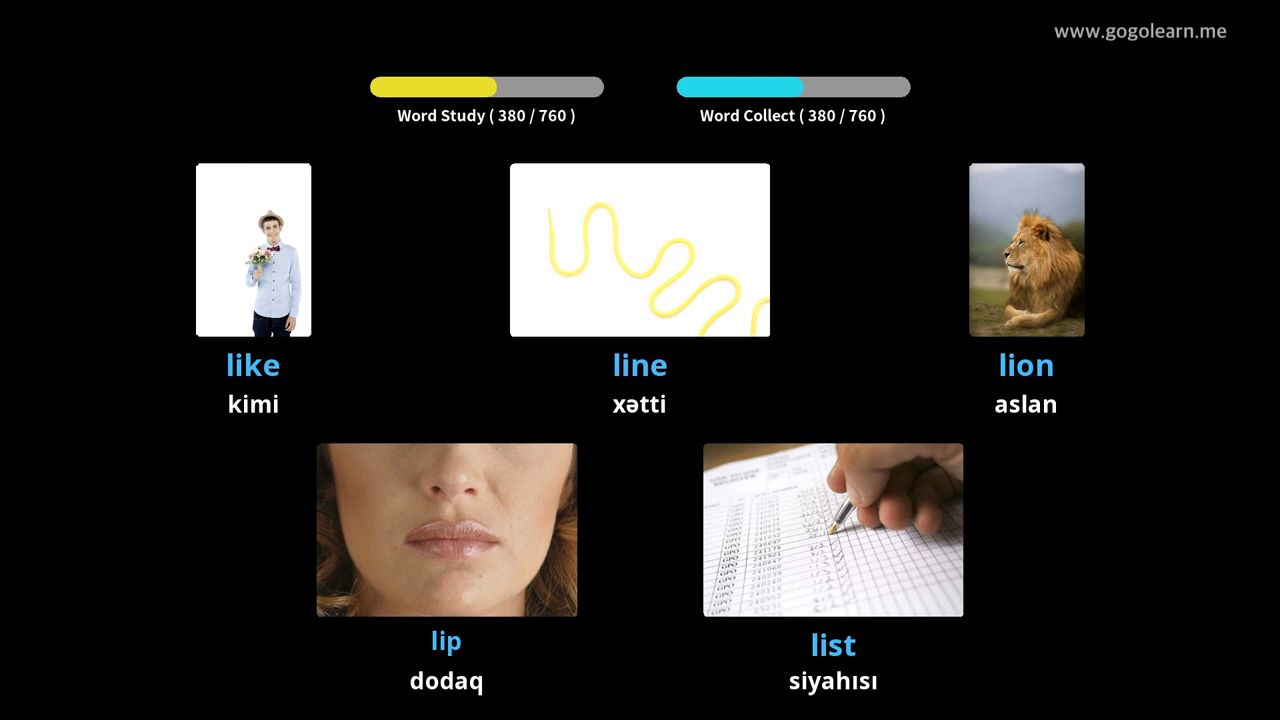 www.gogolearn.me
Word Study ( 380 / 760 )
Word Collect ( 380 / 760 )
like
kimi
line
xətti
lion
aslan
lip
dodaq
list
siyahısı